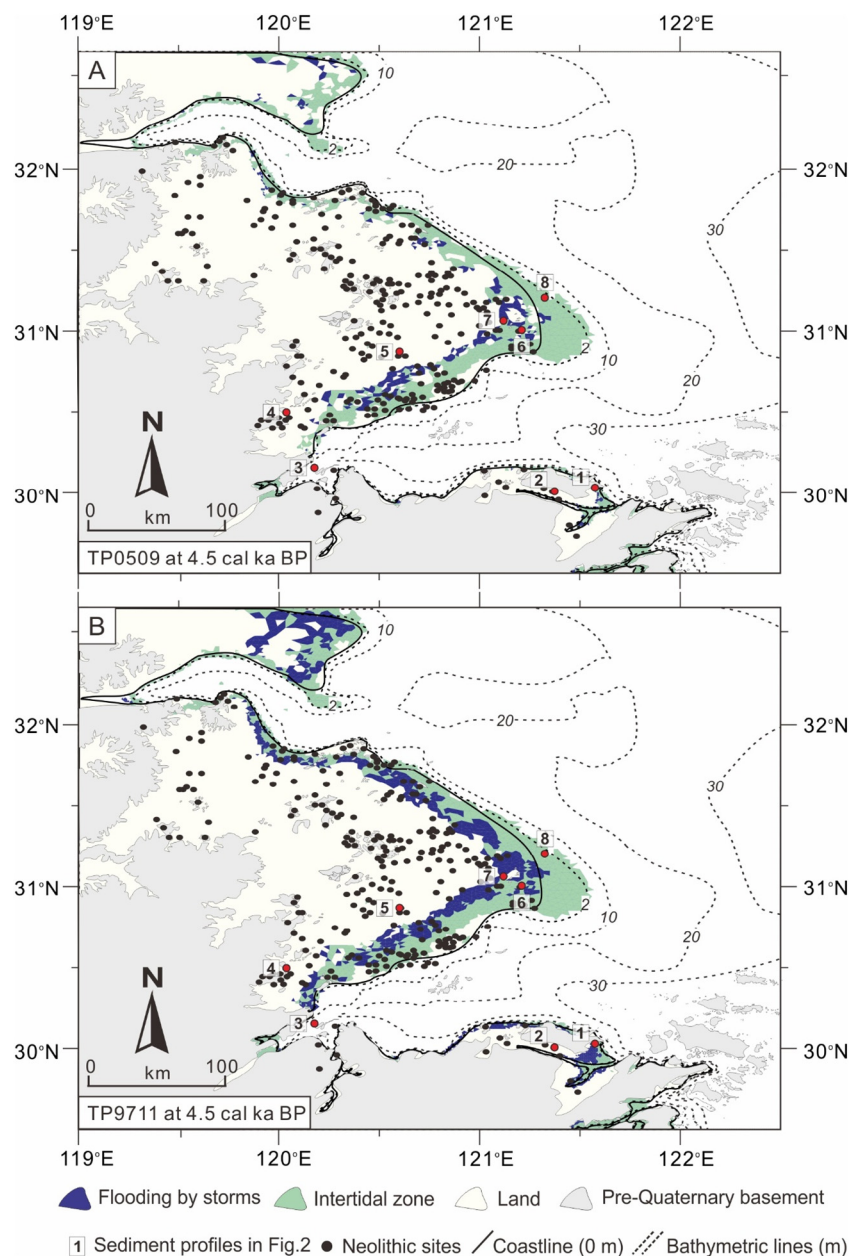 119°E 120°E 121°E 122°E
A
10
2
20
32°N 32°N
30
8
7
31°N 31°N
6
5
2
10
20
4
N
30
3
2 1
30°N 30°N
0 100
km
TP0509 at 4.5 cal ka BP
B
10
2
20
32°N 32°N
30
8
7
31°N 31°N
6
5
2
10
20
4
N
30
3
2 1
30°N 30°N
0 100
km
TP9711 at 4.5 cal ka BP
119°E 120°E 121°E 122°E
Flooding by storms Intertidal zone Land Pre-Quaternary basement
1 Sediment profiles in Fig.2 Neolithic sites Coastline (0 m) Bathymetric lines (m)